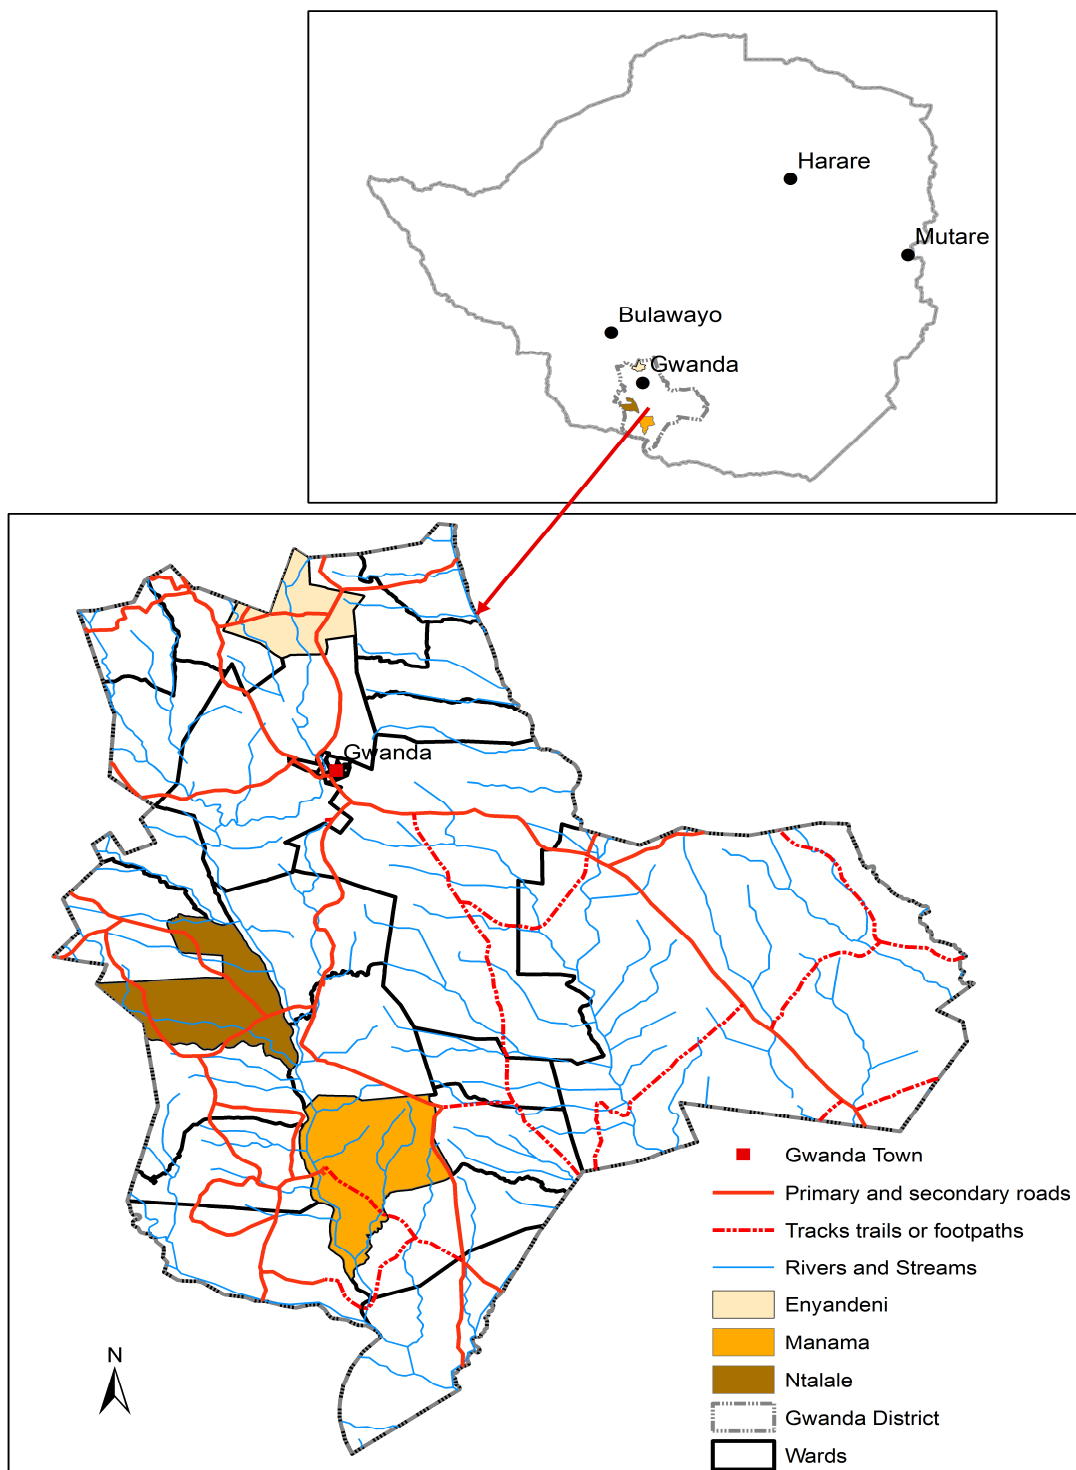 Harare
Mutare
Bulawayo
Gwanda
Gwanda
N
Gwanda Town
Primary and secondary roads
Tracks trails or footpaths
Rivers and Streams
Enyandeni
Manama
Ntalale
Gwanda District
Wards